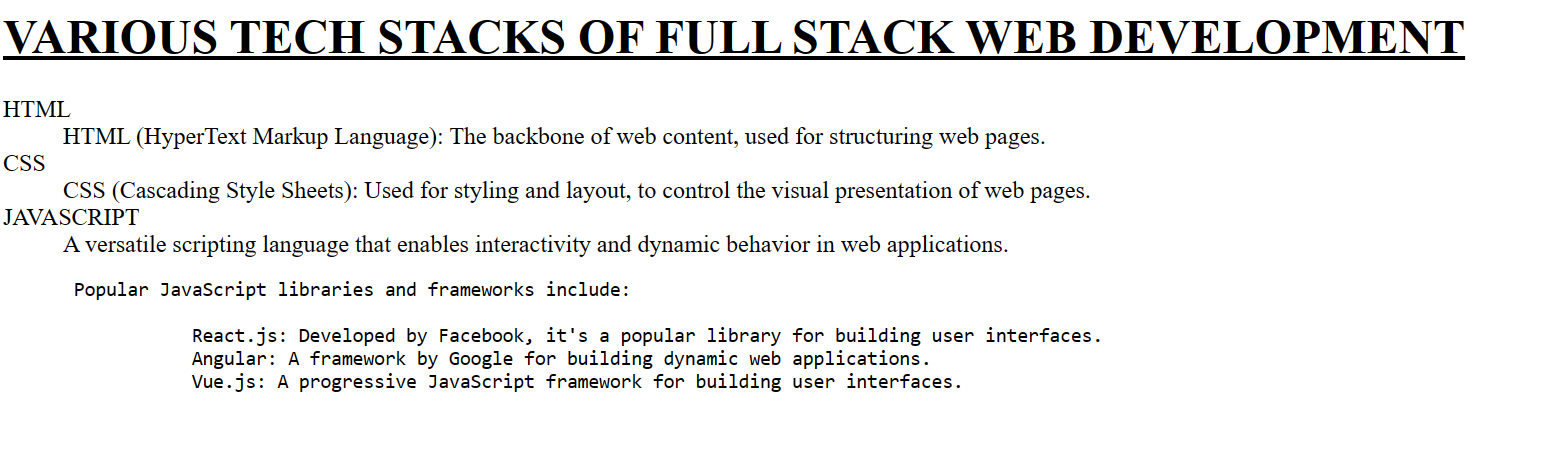 VARIOUS TECH STACKS OF FULL STACK WEB DEVELOPMENT
HTML
HTML (HyperText Markup Language): The backbone of web content, used for structuring web pages.
CSS
CSS (Cascading Style Sheets): Used for styling and layout, to control the visual presentation of web pages.
JAVASCRIPT
A versatile scripting language that enables interactivity and dynamic behavior in web applications.
Popular JavaScript libraries and frameworks include:
React.js: Developed by Facebook, it's a popular library for building user interfaces.
Angular: A framework by Google for building dynamic web applications.
Vue.js: A progressive JavaScript framework for building user interfaces.